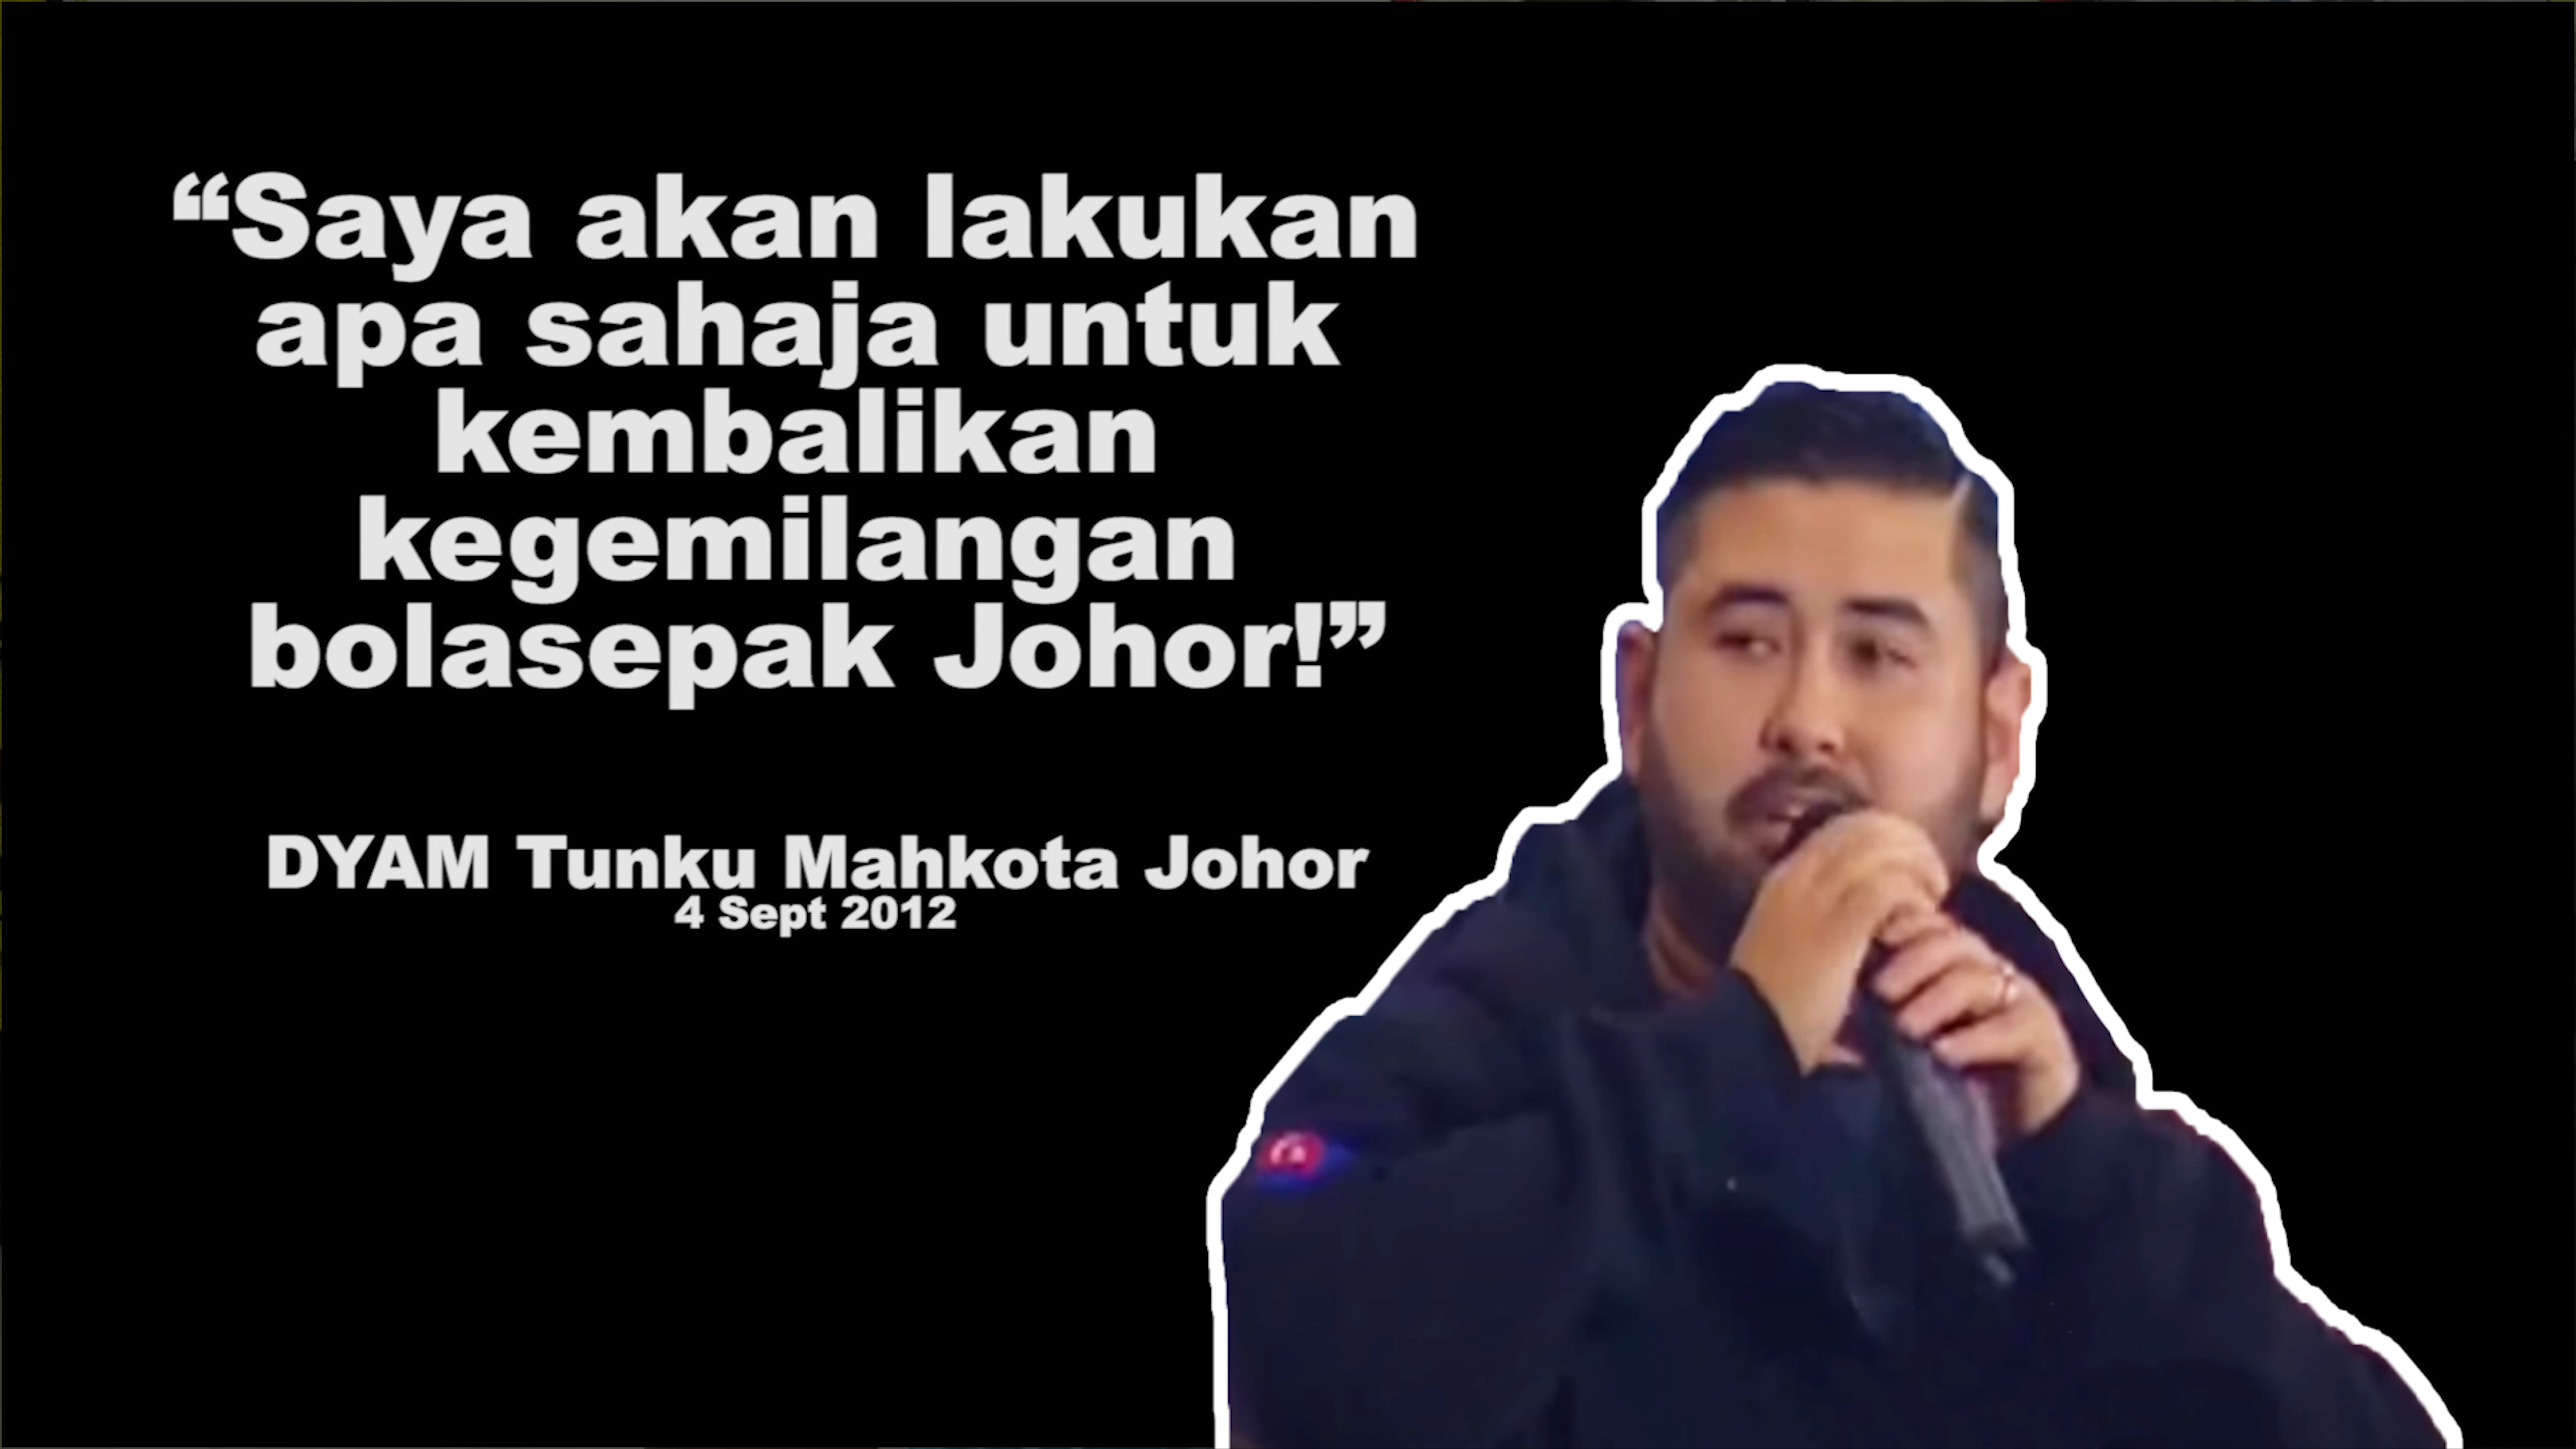 “Saya akan lakukan
apa sahaja untuk
kembalikan
kegemilangan
bolasepak Johor!”
DYAM Tunku Mahkota Johor
4 Sept 2012